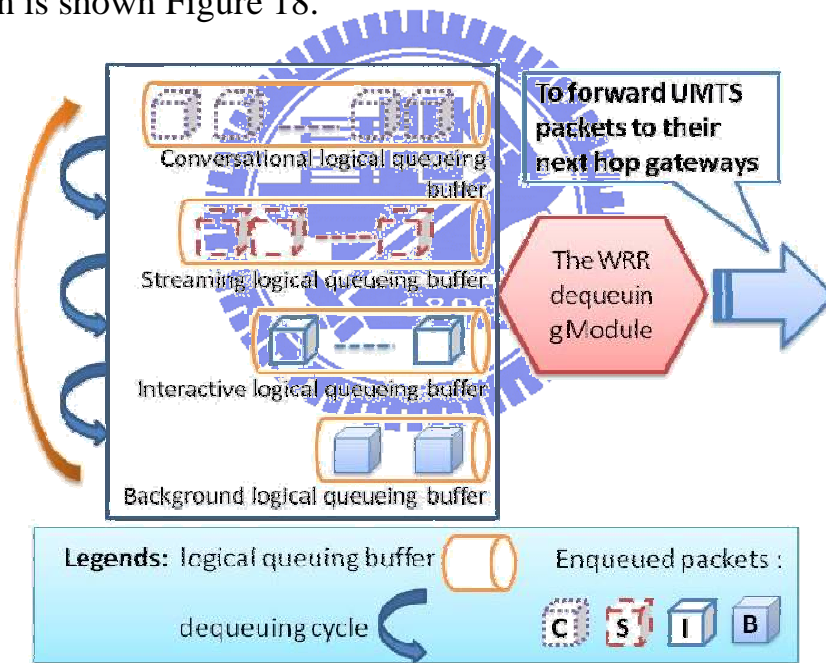 n is shown Figure 18.
To forward UMTS
packets to their
next hop gateways
Conversational logical queueing
buffer
Streaming logical queueing buffer
1896
The WRR
dequeuin
gModule
Interactive logical queueing buffer
Background logical queueing buffer
Legends: logical queuing buffer
Enqueued packets :
dequeuing cycle
C S I B